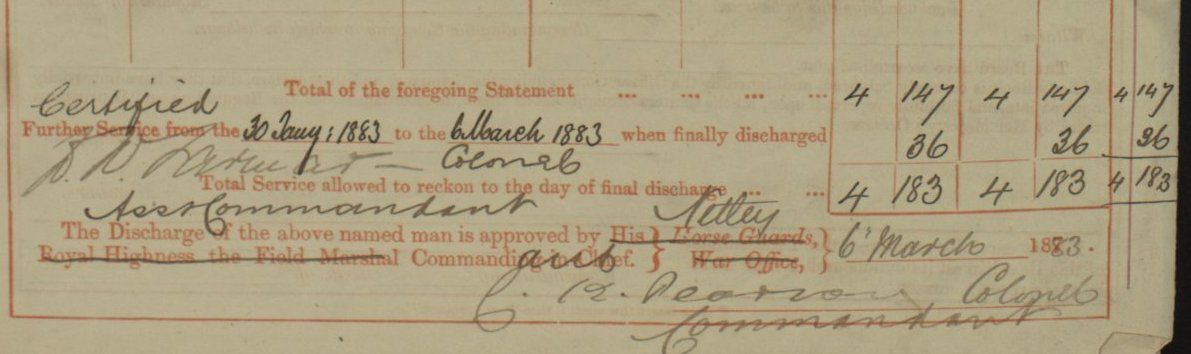 Certified
Total of the foregoing Statement ... ... ... ... 4 147 4 147 4 147
Further Service from the 30 Jany: 1883 to the 6 March 1883 when finally discharged 36 36 36
Colonel
Total Service allowed to reckon to the day of final discharge ... ... 4 183 4 183 4 183
Asst Commandant Netley
The Discharge of the above named man is approved by His } Horse Guards, } 6 March 1883.
Royal Highness the Field Marshal Commanding in Chief. } War Office, }
C. K. Pearson Colonel
Commandant